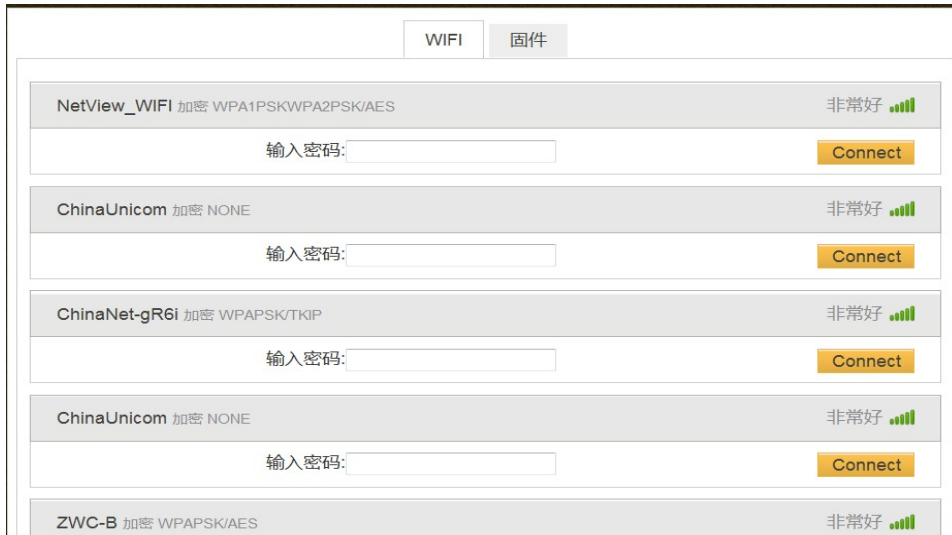 WIFI 固件
NetView_WIFI 加密 WPA1PSKWPA2PSK/AES 非常好
输入密码: Connect
ChinaUnicom 加密 NONE 非常好
输入密码: Connect
ChinaNet-gR6i 加密 WPAPSK/TKIP 非常好
输入密码: Connect
ChinaUnicom 加密 NONE 非常好
输入密码: Connect
ZWC-B 加密 WPAPSK/AES 非常好